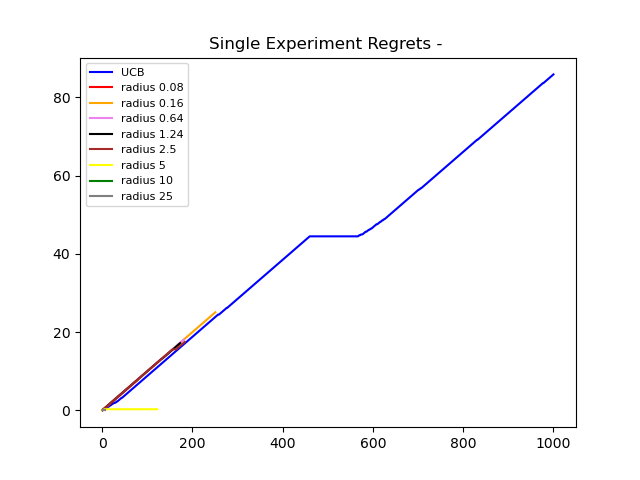 Single Experiment Regrets -
UCB
radius 0.08
radius 0.16
radius 0.64
radius 1.24
radius 2.5
radius 5
radius 10
radius 25
80
60
40
20
0
0 200 400 600 800 1000